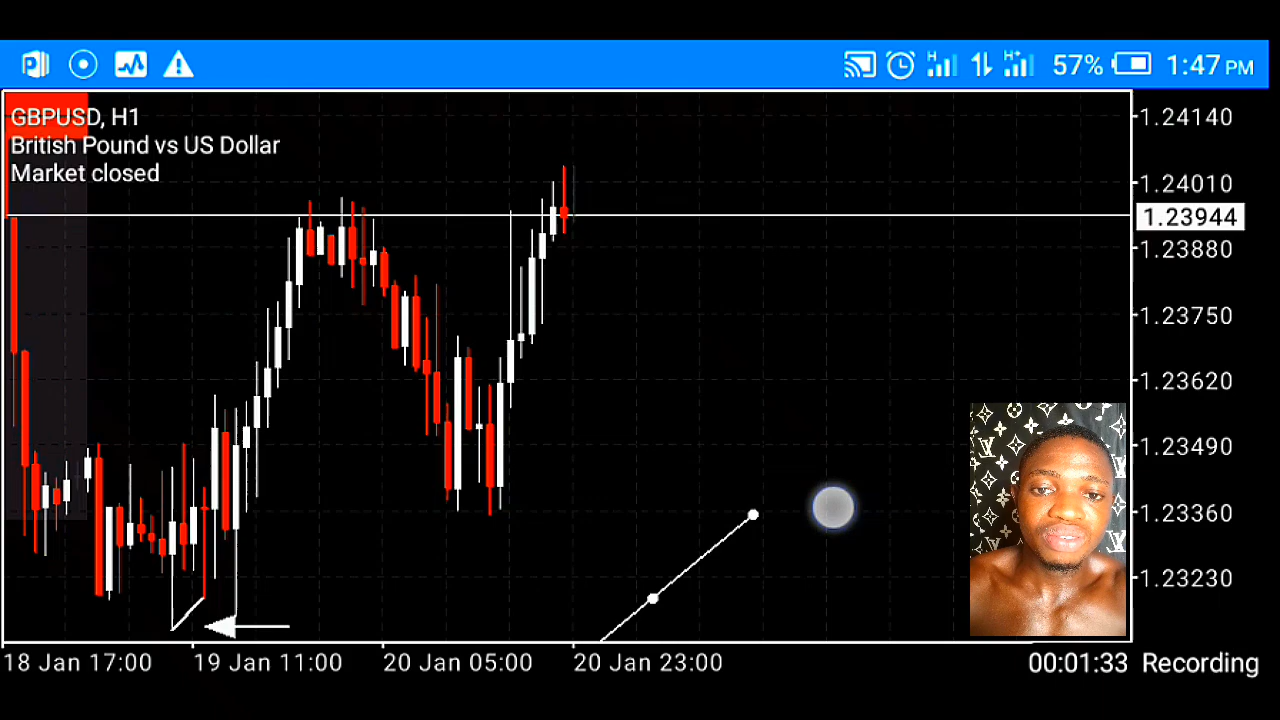 H H+ 57% 1:47 PM
GBPUSD, H1
British Pound vs US Dollar
Market closed
1.24140
1.24010
1.23944
1.23880
1.23750
1.23620
1.23490
1.23360
1.23230
18 Jan 17:00 19 Jan 11:00 20 Jan 05:00 20 Jan 23:00 00:01:33 Recording